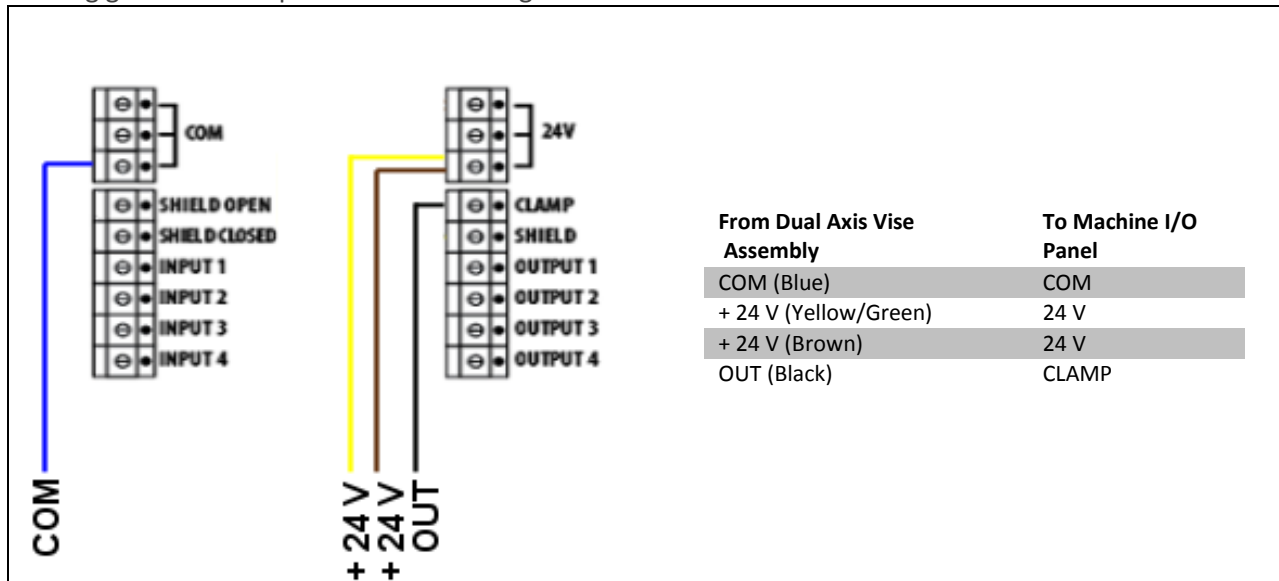 COM
SHIELD OPEN
SHIELD CLOSED
INPUT 1
INPUT 2
INPUT 3
INPUT 4
COM
24V
CLAMP
SHIELD
OUTPUT 1
OUTPUT 2
OUTPUT 3
OUTPUT 4
+ 24 V
+ 24 V
OUT
From Dual Axis Vise To Machine I/O
Assembly Panel
COM (Blue) COM
+ 24 V (Yellow/Green) 24 V
+ 24 V (Brown) 24 V
OUT (Black) CLAMP